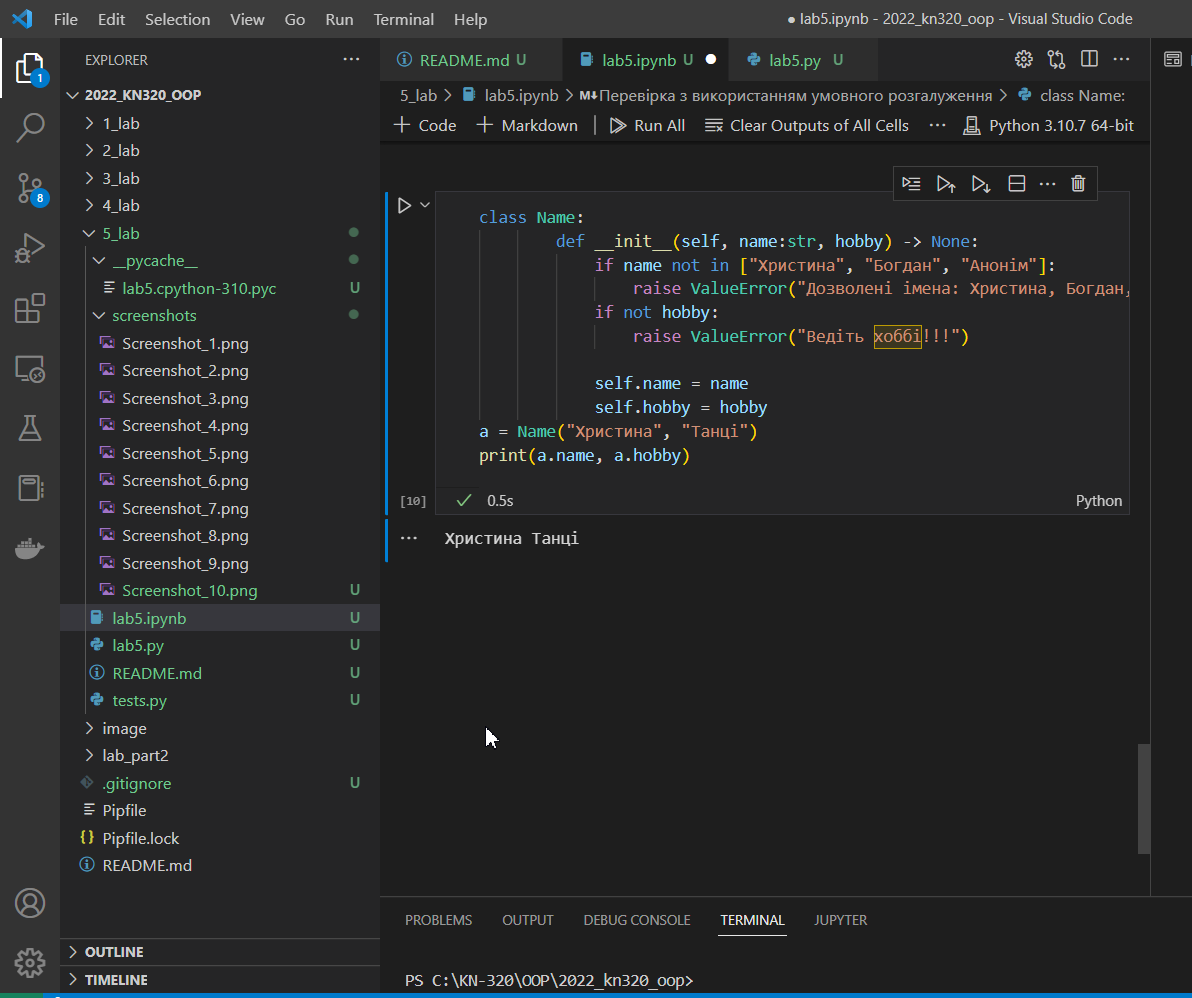 File Edit Selection View Go Run Terminal Help
● lab5.ipynb - 2022_kn320_oop - Visual Studio Code
EXPLORER ···
1
8
2022_KN320_OOP
1_lab
2_lab
3_lab
4_lab
5_lab
__pycache__
lab5.cpython-310.pyc U
screenshots
Screenshot_1.png
Screenshot_2.png
Screenshot_3.png
Screenshot_4.png
Screenshot_5.png
Screenshot_6.png
Screenshot_7.png
Screenshot_8.png
Screenshot_9.png
Screenshot_10.png U
lab5.ipynb U
lab5.py U
README.md U
tests.py U
image
lab_part2
.gitignore U
Pipfile
Pipfile.lock
README.md
OUTLINE
TIMELINE
README.md U lab5.ipynb U lab5.py U
5_lab > lab5.ipynb > M↓Перевірка з використанням умовного розгалуження > class Name:
+ Code + Markdown | Run All Clear Outputs of All Cells ··· Python 3.10.7 64-bit
class Name:
def __init__(self, name:str, hobby) -> None:
if name not in ["Христина", "Богдан", "Анонім"]:
raise ValueError("Дозволені імена: Христина, Богдан,
if not hobby:
raise ValueError("Ведіть хоббі!!!")
self.name = name
self.hobby = hobby
a = Name("Христина", "Танці")
print(a.name, a.hobby)
[10] 0.5s Python
··· Христина Танці
PROBLEMS OUTPUT DEBUG CONSOLE TERMINAL JUPYTER
PS C:\KN-320\OOP\2022_kn320_oop>